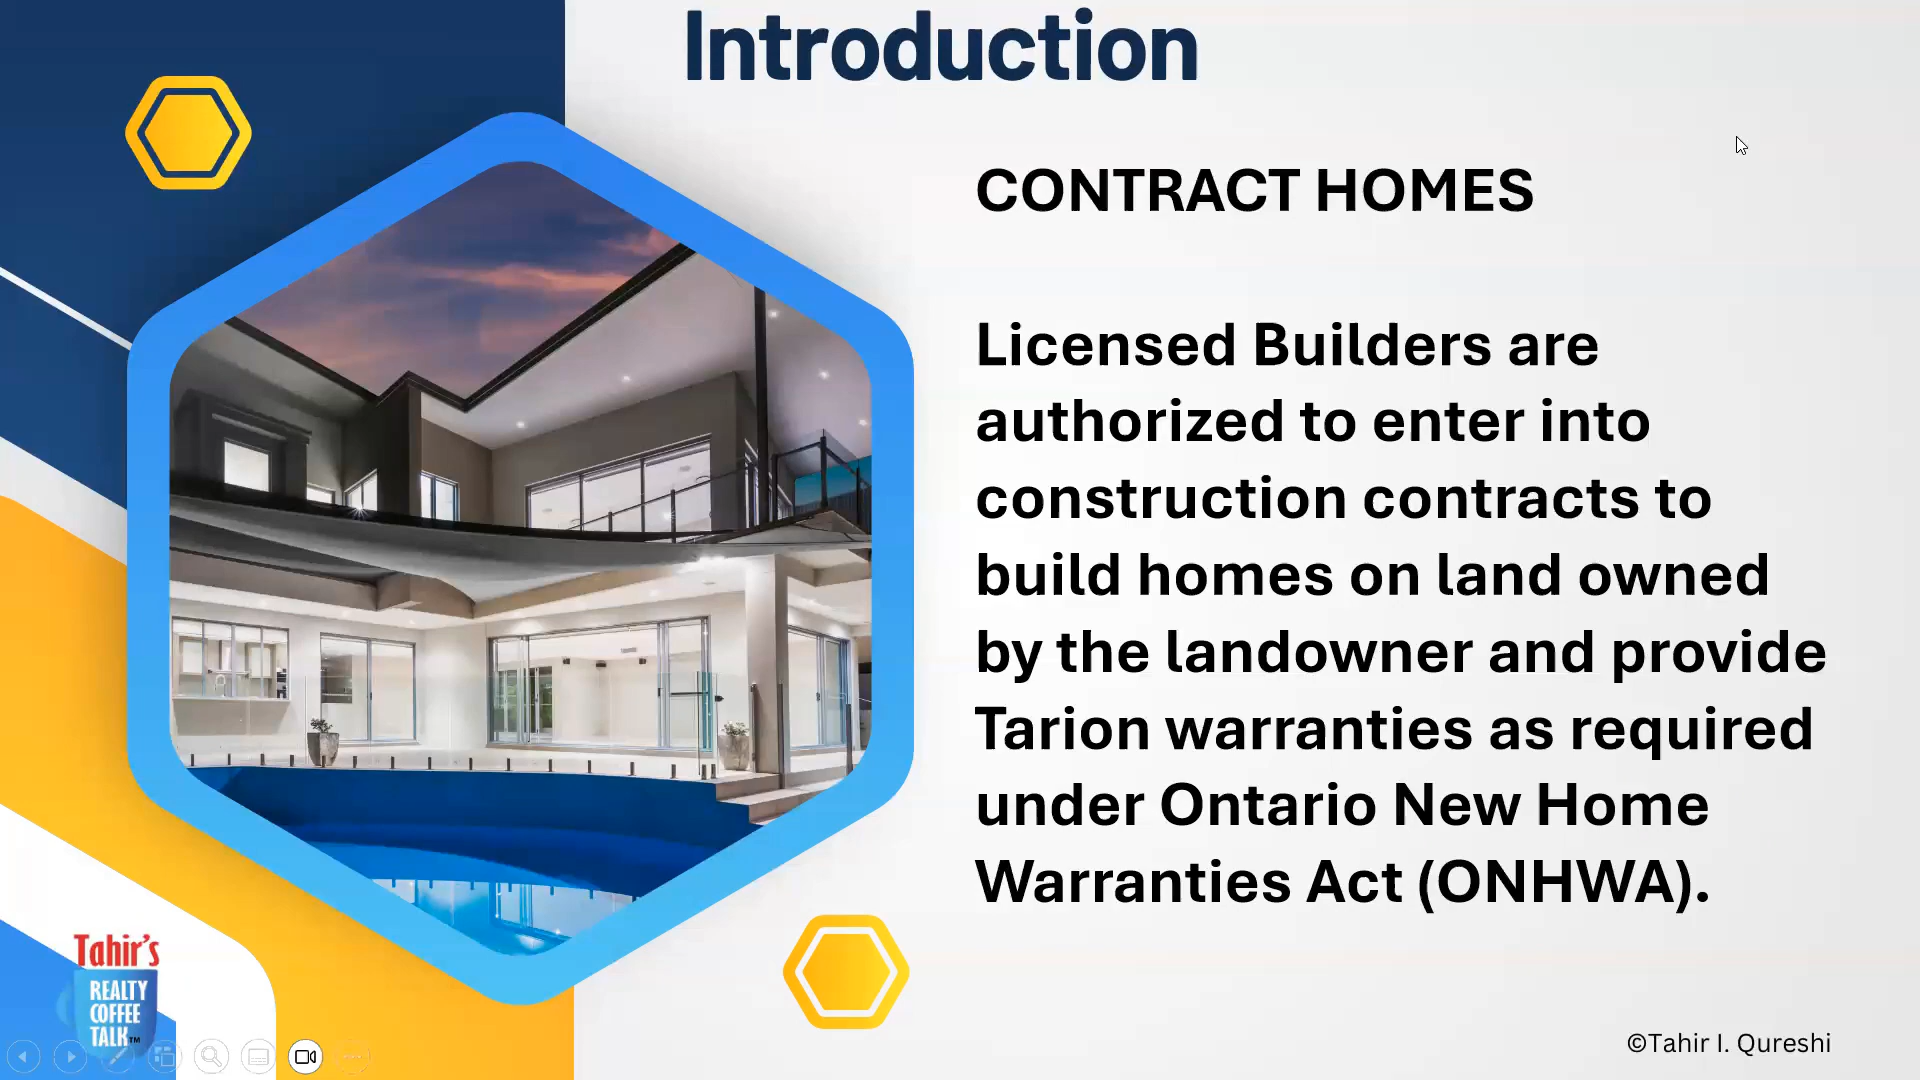 Introduction
CONTRACT HOMES
Licensed Builders are
authorized to enter into
construction contracts to
build homes on land owned
by the landowner and provide
Tarion warranties as required
under Ontario New Home
Warranties Act (ONHWA).
Tahir's
REALTY
COFFEE
TALK™
©Tahir I. Qureshi